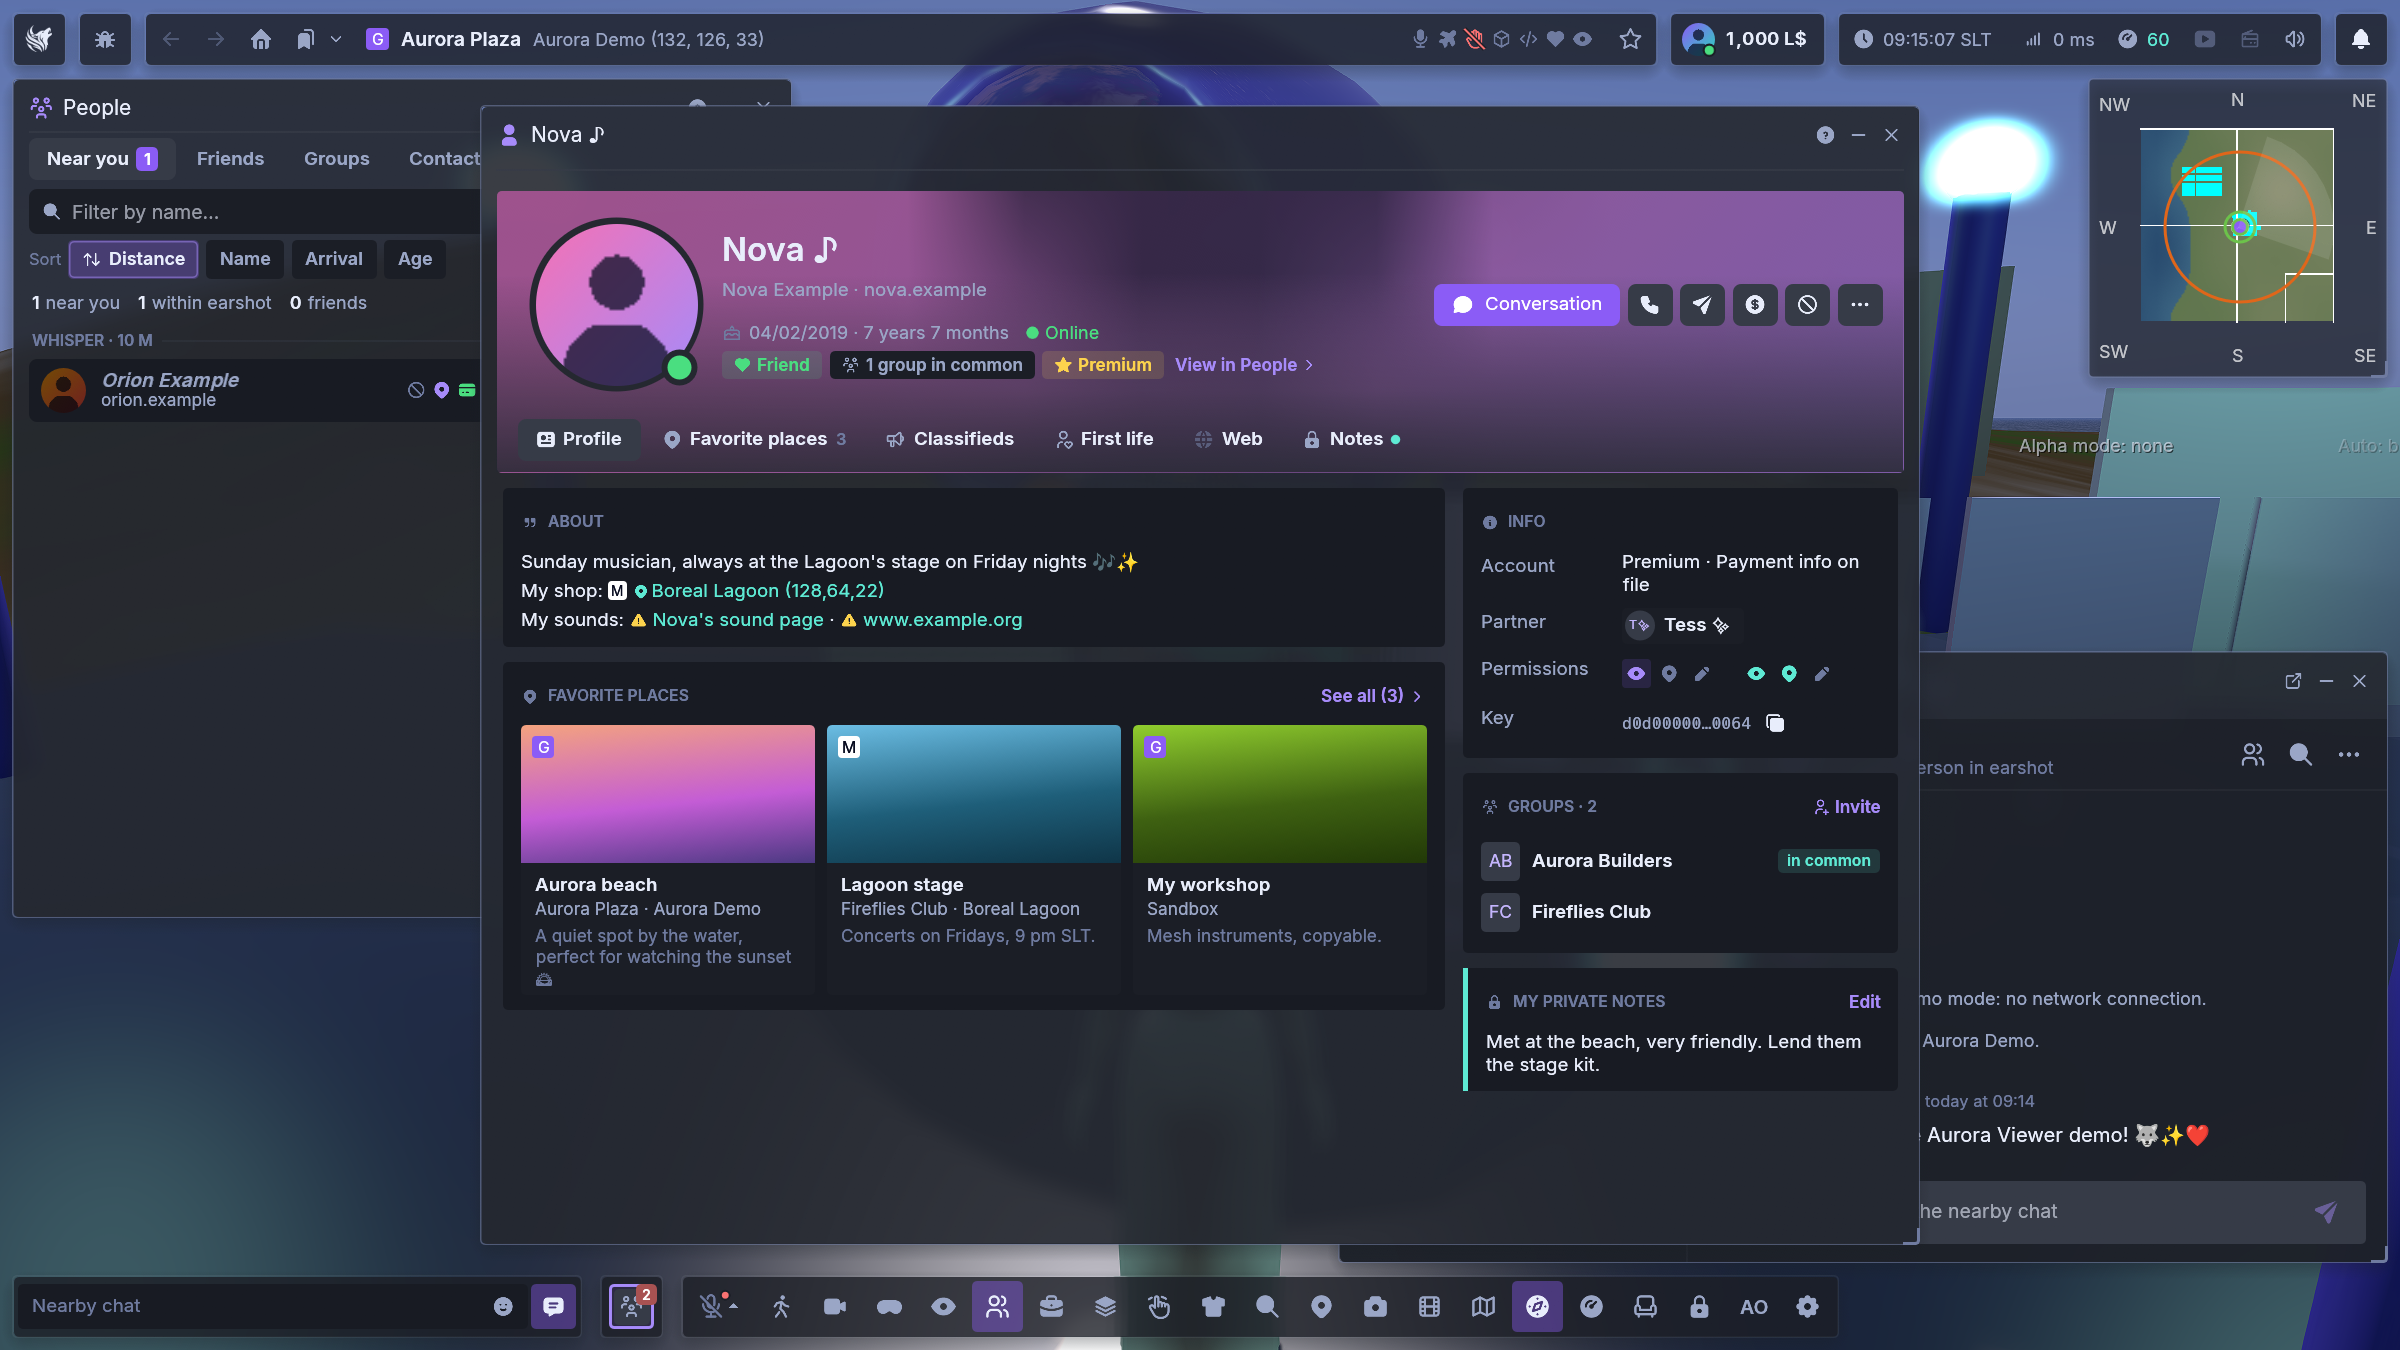 G Aurora Plaza Aurora Demo (132, 126, 33)
1,000 L$
09:15:07 SLT 0 ms 60
People
Near you 1 Friends Groups Contact
Filter by name...
Sort Distance Name Arrival Age
1 near you 1 within earshot 0 friends
WHISPER · 10 M
Orion Example
orion.example
Nova ♪
Nova ♪
Nova Example · nova.example
04/02/2019 · 7 years 7 months Online
Friend 1 group in common Premium View in People
Conversation
Profile Favorite places 3 Classifieds First life Web Notes
ABOUT
Sunday musician, always at the Lagoon's stage on Friday nights 🎶✨
My shop: M Boreal Lagoon (128,64,22)
My sounds: ⚠ Nova's sound page · ⚠ www.example.org
FAVORITE PLACES See all (3)
G
Aurora beach
Aurora Plaza · Aurora Demo
A quiet spot by the water,
perfect for watching the sunset
🌅
M
Lagoon stage
Fireflies Club · Boreal Lagoon
Concerts on Fridays, 9 pm SLT.
G
My workshop
Sandbox
Mesh instruments, copyable.
INFO
Account Premium · Payment info on
file
Partner T✨ Tess ✨
Permissions
Key d0d00000…0064
GROUPS · 2 Invite
AB Aurora Builders in common
FC Fireflies Club
MY PRIVATE NOTES Edit
Met at the beach, very friendly. Lend them
the stage kit.
NW N NE
W E
SW S SE
Alpha mode: none Auto: b
erson in earshot
mo mode: no network connection.
Aurora Demo.
today at 09:14
Aurora Viewer demo! 🐺✨❤️
he nearby chat
Nearby chat
2
AO